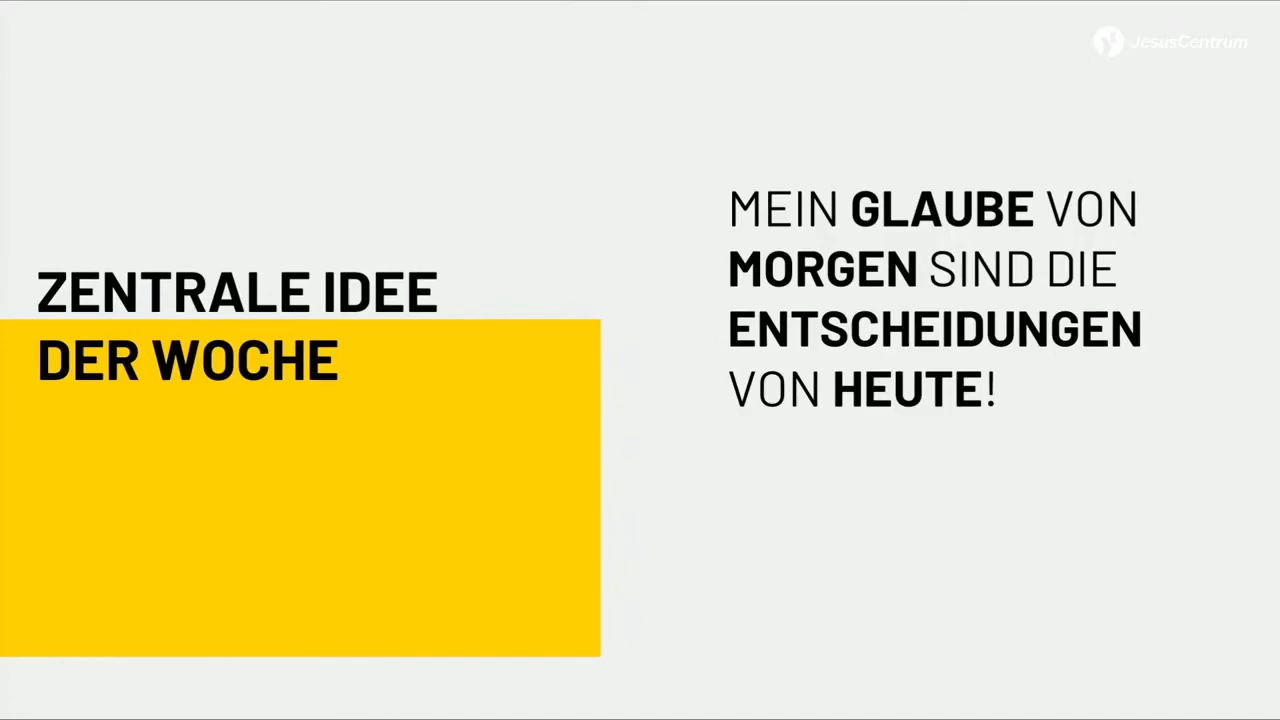 JesusCentrum
ZENTRALE IDEE
DER WOCHE
MEIN GLAUBE VON
MORGEN SIND DIE
ENTSCHEIDUNGEN
VON HEUTE!